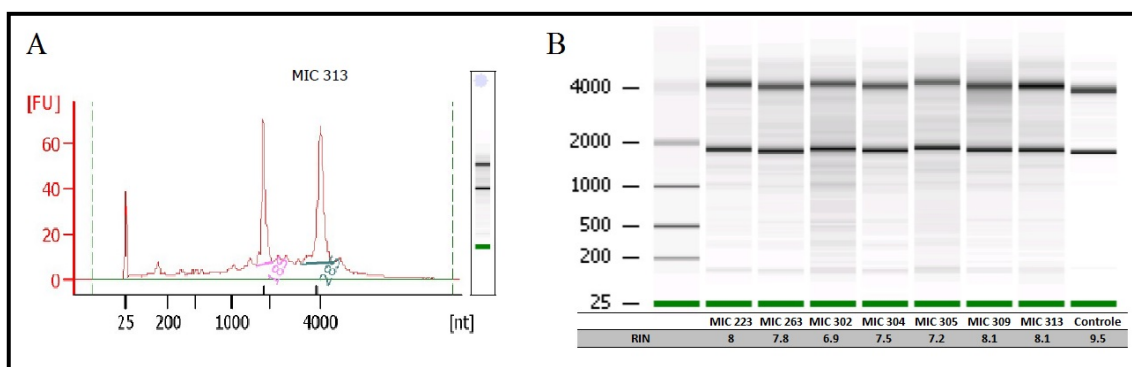 A
MIC 313
[FU]
60
40
20
0
18S
28S
25 200 1000 4000 [nt]
B
4000
2000
1000
500
200
25
MIC 223 MIC 263 MIC 302 MIC 304 MIC 305 MIC 309 MIC 313 Controle
RIN 8 7.8 6.9 7.5 7.2 8.1 8.1 9.5